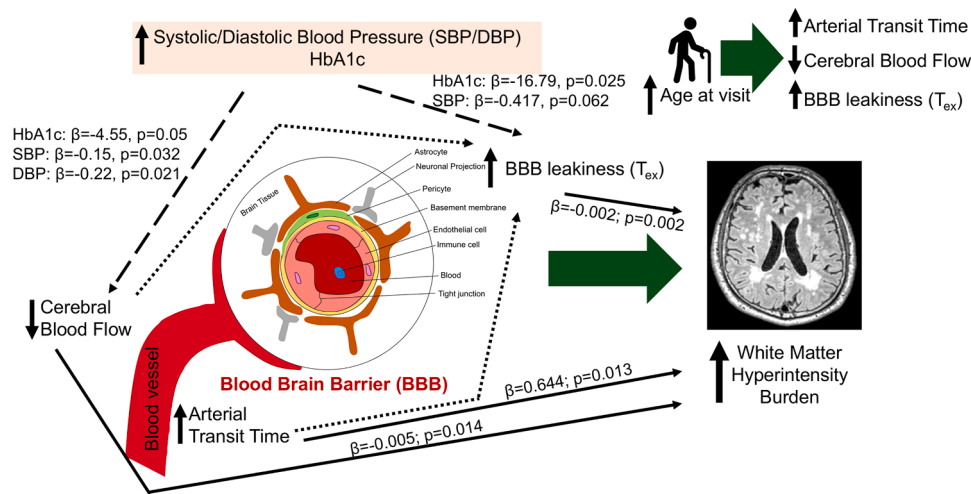 Systolic/Diastolic Blood Pressure (SBP/DBP)
HbA1c
Arterial
Transit Time
Cerebral Blood
Flow
BBB leakiness (Tex)
Age at visit
HbA1c: β=-16.79, p=0.025
SBP: β=-0.417, p=0.062
HbA1c: β=-4.55, p=0.05
SBP: β=-0.15, p=0.032
DBP: β=-0.22, p=0.021
BBB leakiness (Tex)
β=-0.002; p=0.002
Astrocyte
Neuronal Projection
Pericyte
Basement membrane
Endothelial cell
Immune cell
Blood
Tight junction
Brain Tissue
Cerebral
Blood Flow
Blood vessel
Blood Brain Barrier (BBB)
Arterial
Transit Time
β=0.644; p=0.013
β=-0.005; p=0.014
White Matter
Hyperintensity
Burden